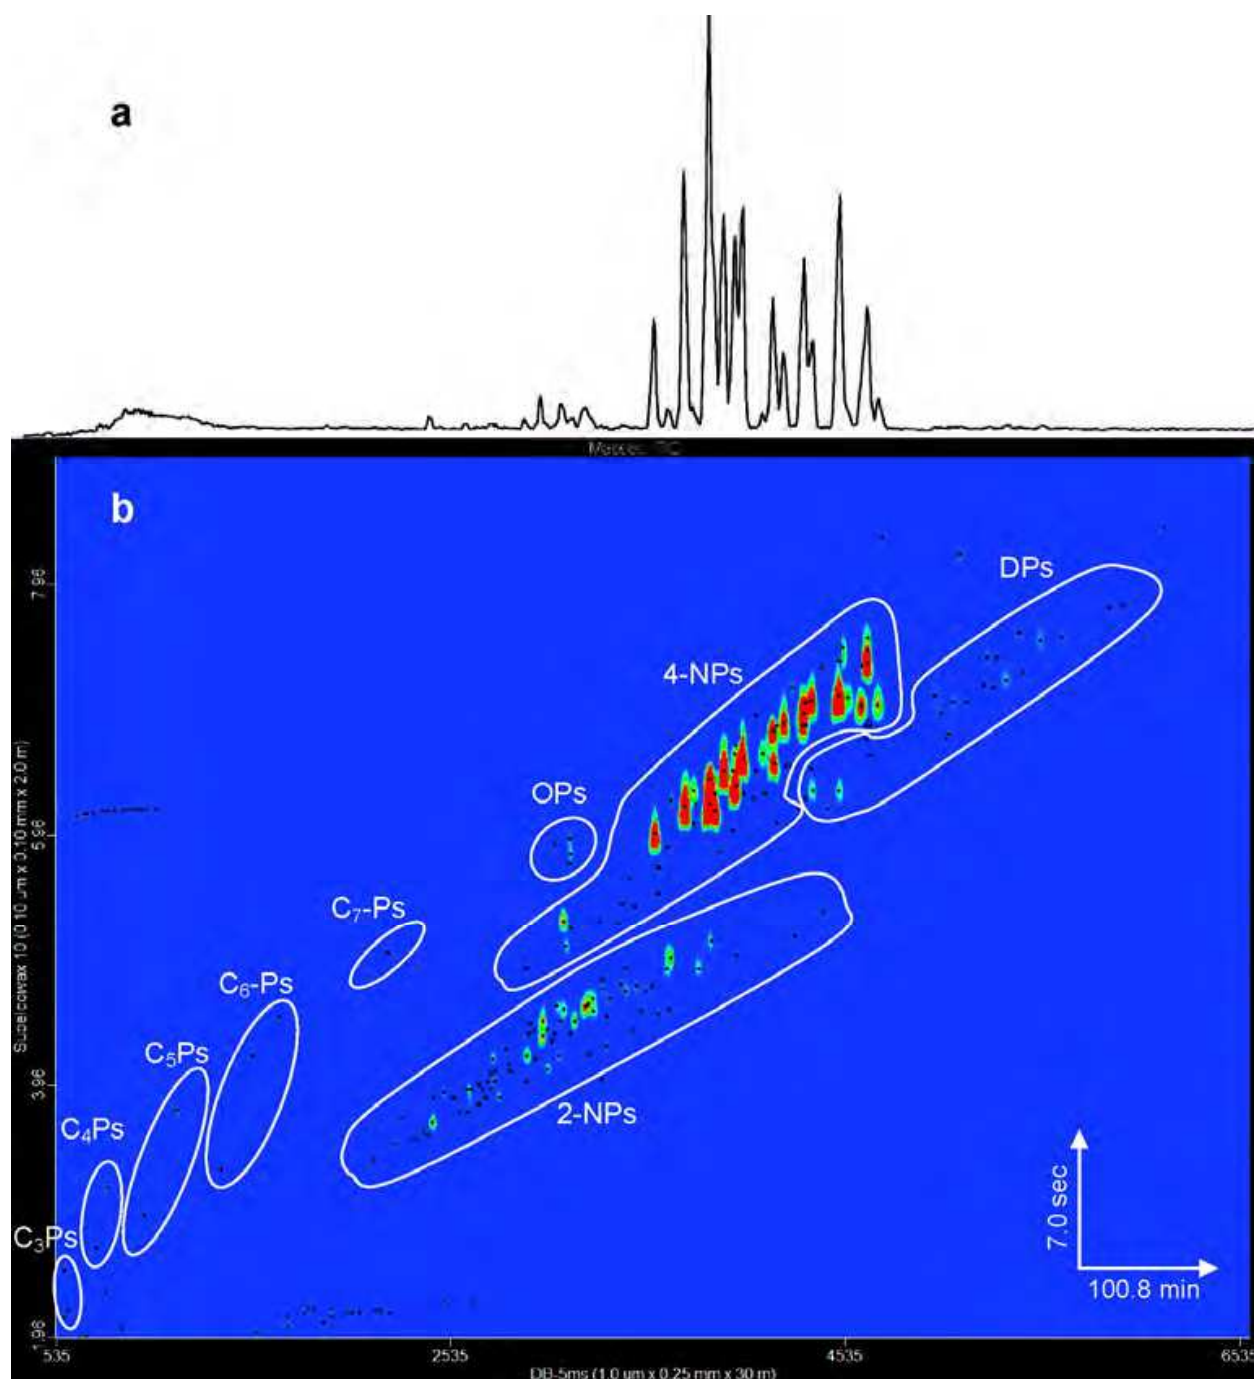 a
b
DPs
7.96
4-NPs
OPs
5.96
C₇-Ps
C₆-Ps
C₅Ps
3.96
2-NPs
C₄Ps
C₃Ps
7.0 sec
100.8 min
1.96
535
2535
4535
6535
DB-5ms (1.0 um x 0.25 mm x 30 m)